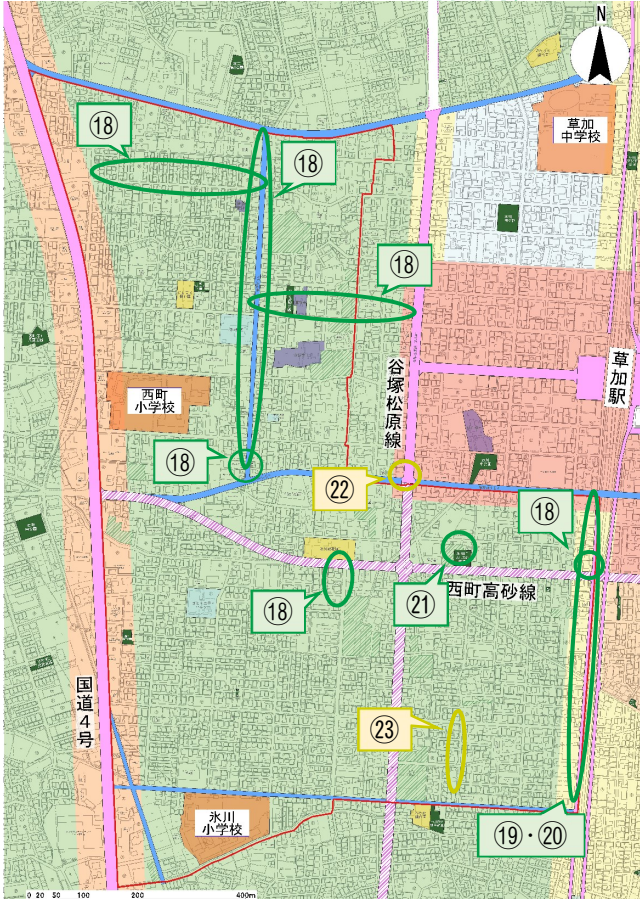 N
草加
中学校
⑱
⑱
⑱
谷塚松原線
草加駅
西町
小学校
⑱
㉒
⑱
⑱
㉑
西町高砂線
国道4号
㉓
氷川
小学校
⑲・⑳
0 20 50 100 200 400m